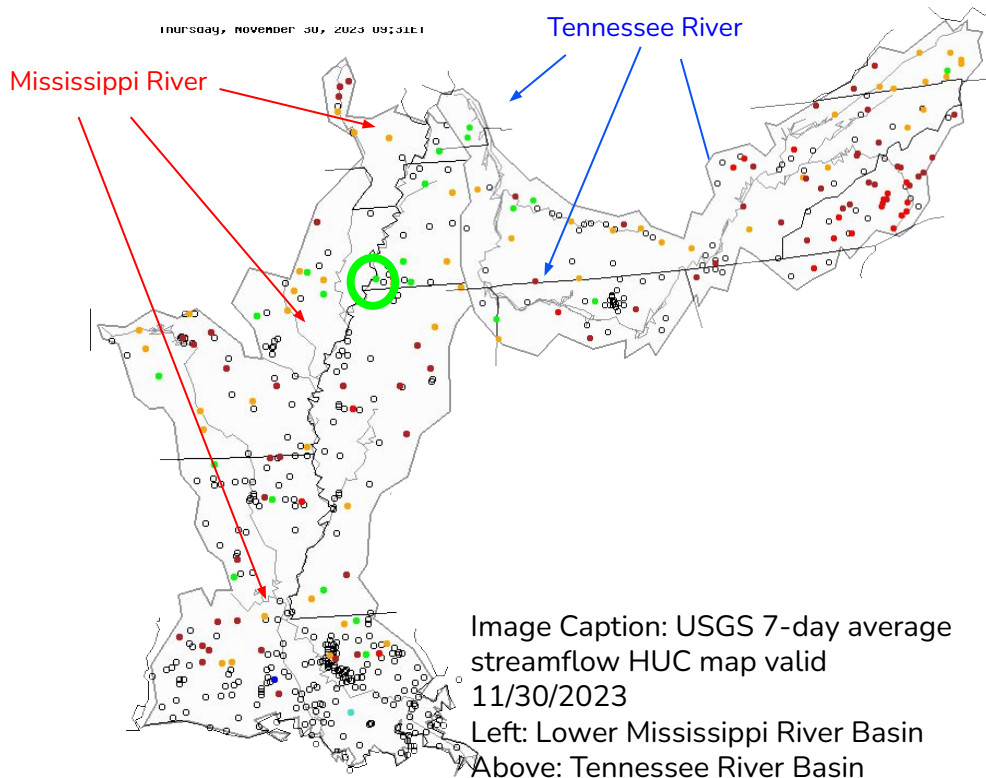 Thursday, November 30, 2023 09:31ET
Tennessee River
Mississippi River
Image Caption: USGS 7-day average
streamflow HUC map valid
11/30/2023
Left: Lower Mississippi River Basin
Above: Tennessee River Basin